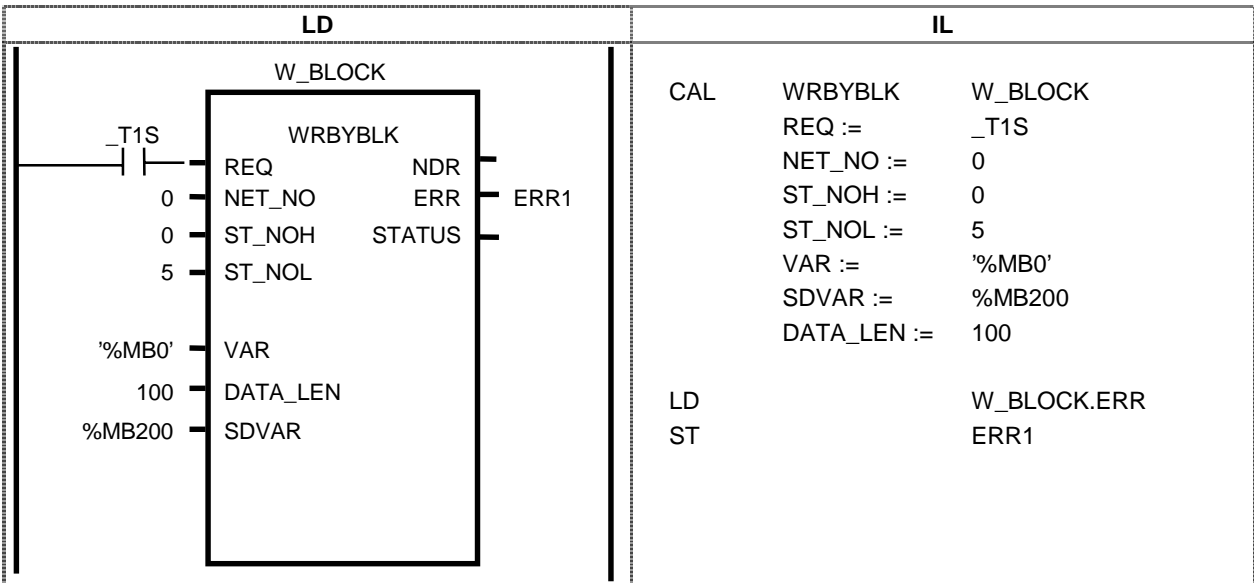 LD
W_BLOCK
WRBYBLK
_T1S
REQ NDR
0 NET_NO ERR ERR1
0 ST_NOH STATUS
5 ST_NOL
'%MB0’ VAR
100 DATA_LEN
%MB200 SDVAR
IL
CAL WRBYBLK W_BLOCK
REQ := _T1S
NET_NO := 0
ST_NOH := 0
ST_NOL := 5
VAR := ’%MB0’
SDVAR := %MB200
DATA_LEN := 100
LD W_BLOCK.ERR
ST ERR1